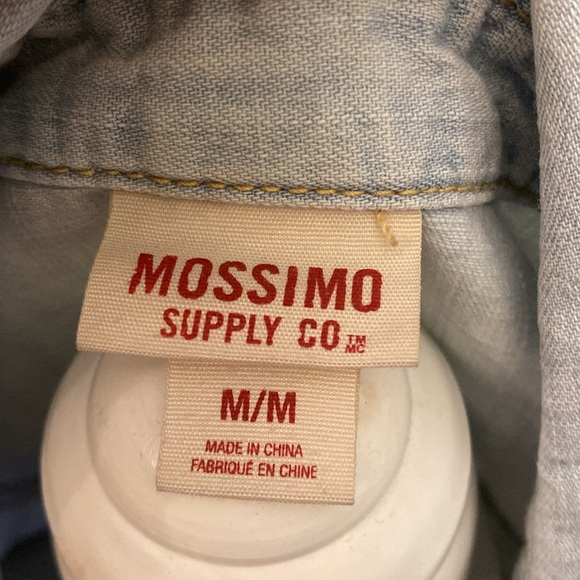 MOSSIMO
SUPPLY CO TM
MC
M/M
MADE IN CHINA
FABRIQUÉ EN CHINE